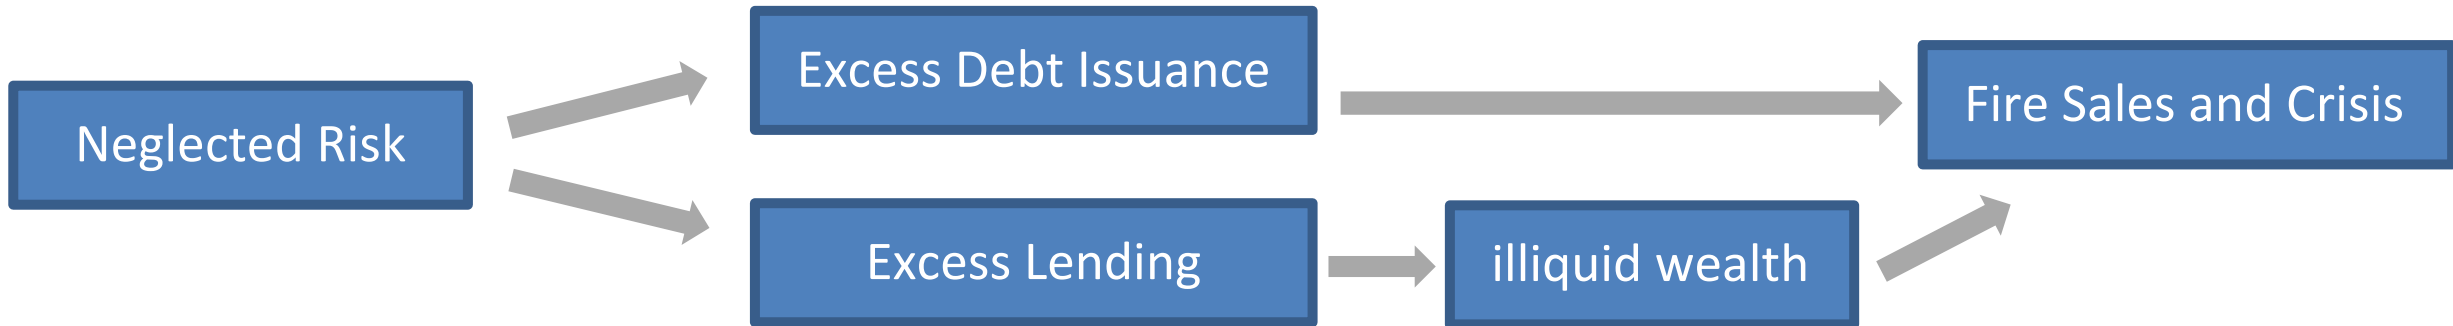 Neglected Risk
Excess Debt Issuance
Excess Lending
illiquid wealth
Fire Sales and Crisis